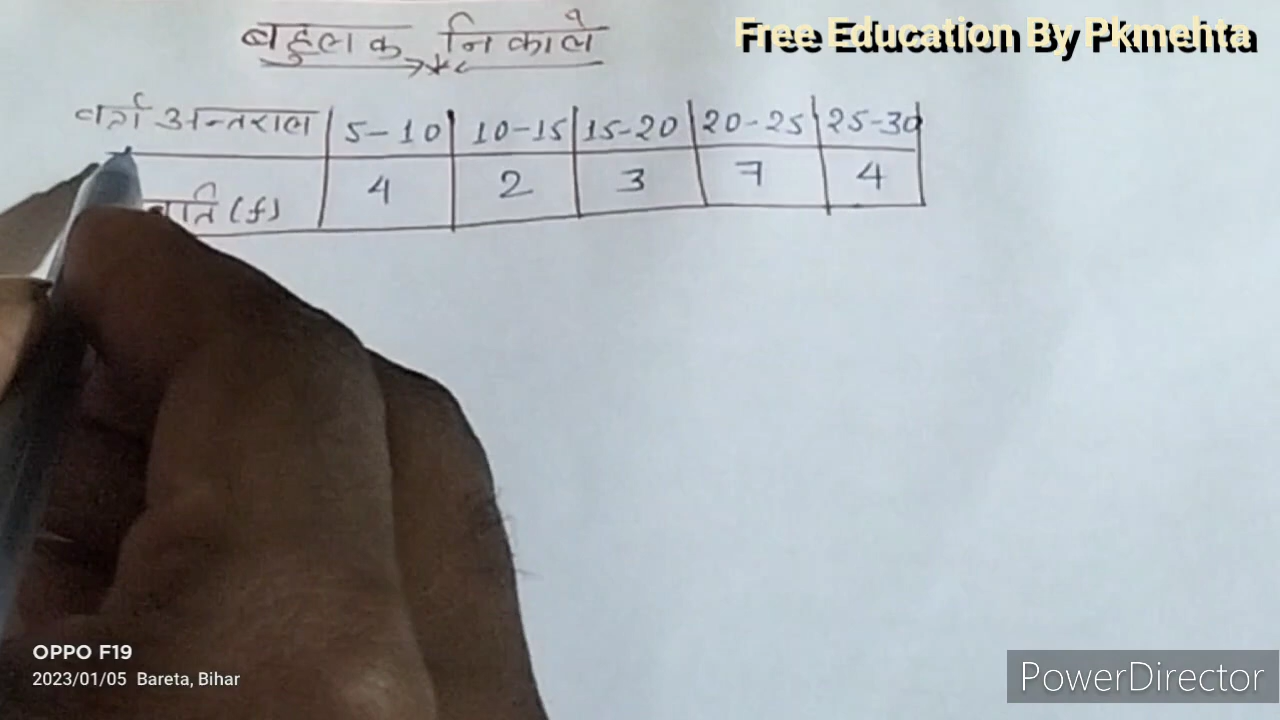 बहुलक निकाले
Free Education By Pkmehta
वर्ग अन्तराल 5-10 10-15 15-20 20-25 25-30
(f) 4 2 3 7 4
OPPO F19
2023/01/05 Bareta, Bihar
PowerDirector